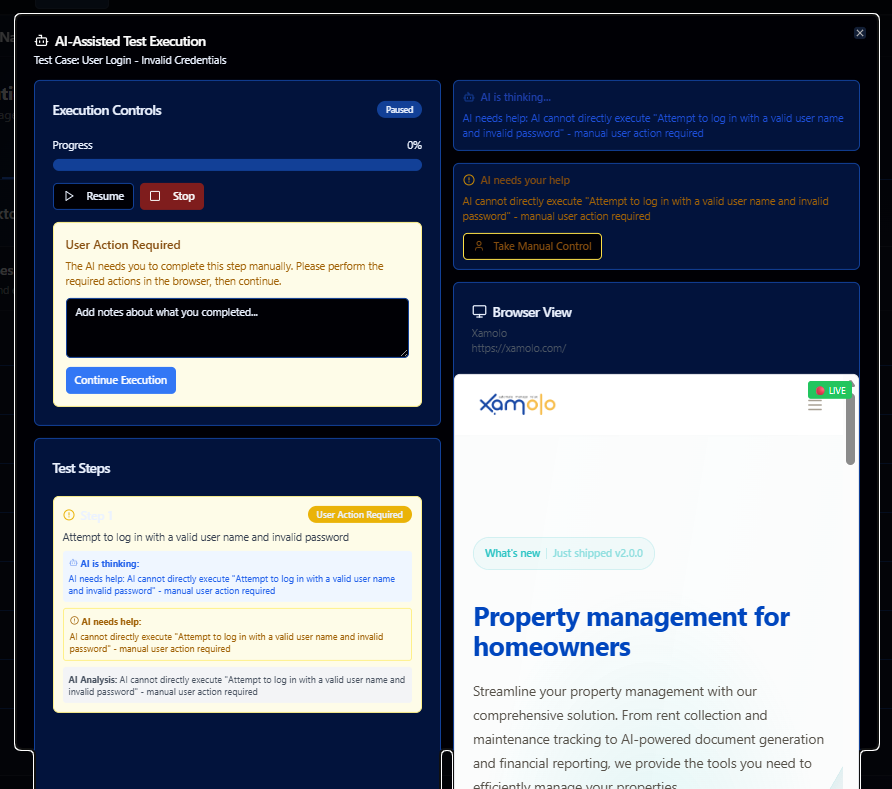 AI-Assisted Test Execution
Test Case: User Login - Invalid Credentials
Execution Controls
Paused
Progress
0%
Resume
Stop
User Action Required
The AI needs you to complete this step manually. Please perform the
required actions in the browser, then continue.
Add notes about what you completed...
Continue Execution
Test Steps
Step 1
User Action Required
Attempt to log in with a valid user name and invalid password
AI is thinking:
AI needs help: AI cannot directly execute "Attempt to log in with a valid user name
and invalid password" - manual user action required
AI needs help:
AI cannot directly execute "Attempt to log in with a valid user name and invalid
password" - manual user action required
AI Analysis: AI cannot directly execute "Attempt to log in with a valid user name and
invalid password" - manual user action required
AI is thinking...
AI needs help: AI cannot directly execute "Attempt to log in with a valid user name
and invalid password" - manual user action required
AI needs your help
AI cannot directly execute "Attempt to log in with a valid user name and invalid
password" - manual user action required
Take Manual Control
Browser View
Xamolo
https://xamolo.com/
LIVE
xamolo
What's new
Just shipped v2.0.0
Property management for
homeowners
Streamline your property management with our
comprehensive solution. From rent collection and
maintenance tracking to AI-powered document generation
and financial reporting, we provide the tools you need to
efficiently manage your properties.